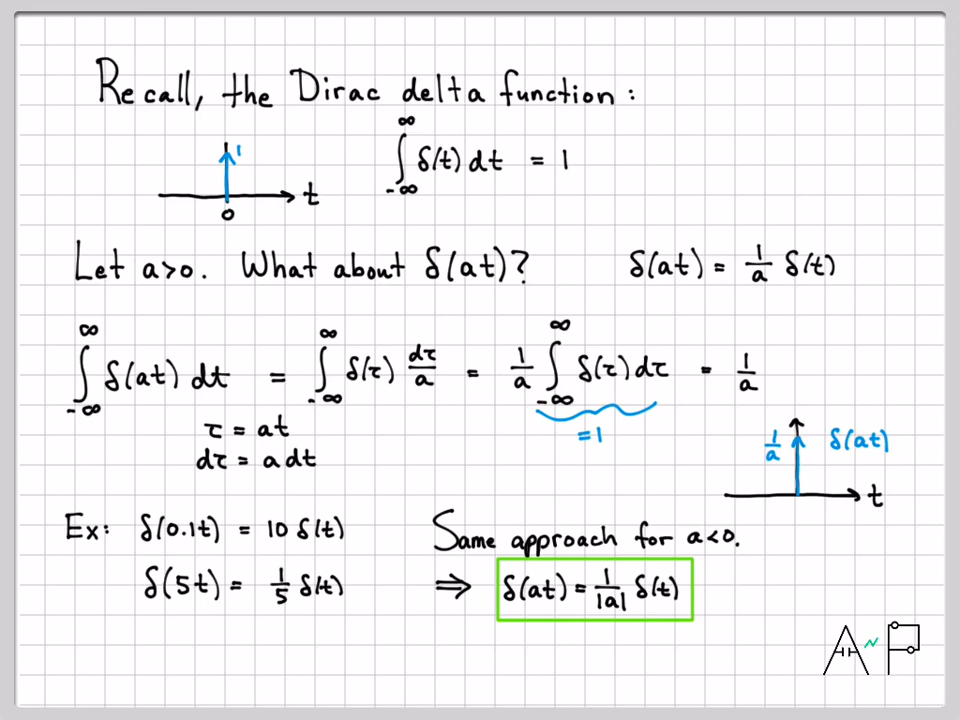 Recall, the Dirac delta function:
1
t
0
∫_{-∞}^{∞} δ(t) dt = 1
Let a>0. What about δ(at)?
δ(at) = 1/a δ(t)
∫_{-∞}^{∞} δ(at) dt = ∫_{-∞}^{∞} δ(τ) dτ/a = 1/a ∫_{-∞}^{∞} δ(τ) dτ = 1/a
τ = at
dτ = a dt
=1
1/a
δ(at)
t
Ex: δ(0.1t) = 10 δ(t)
δ(5t) = 1/5 δ(t)
Same approach for a<0.
⇒ δ(at) = 1/|a| δ(t)